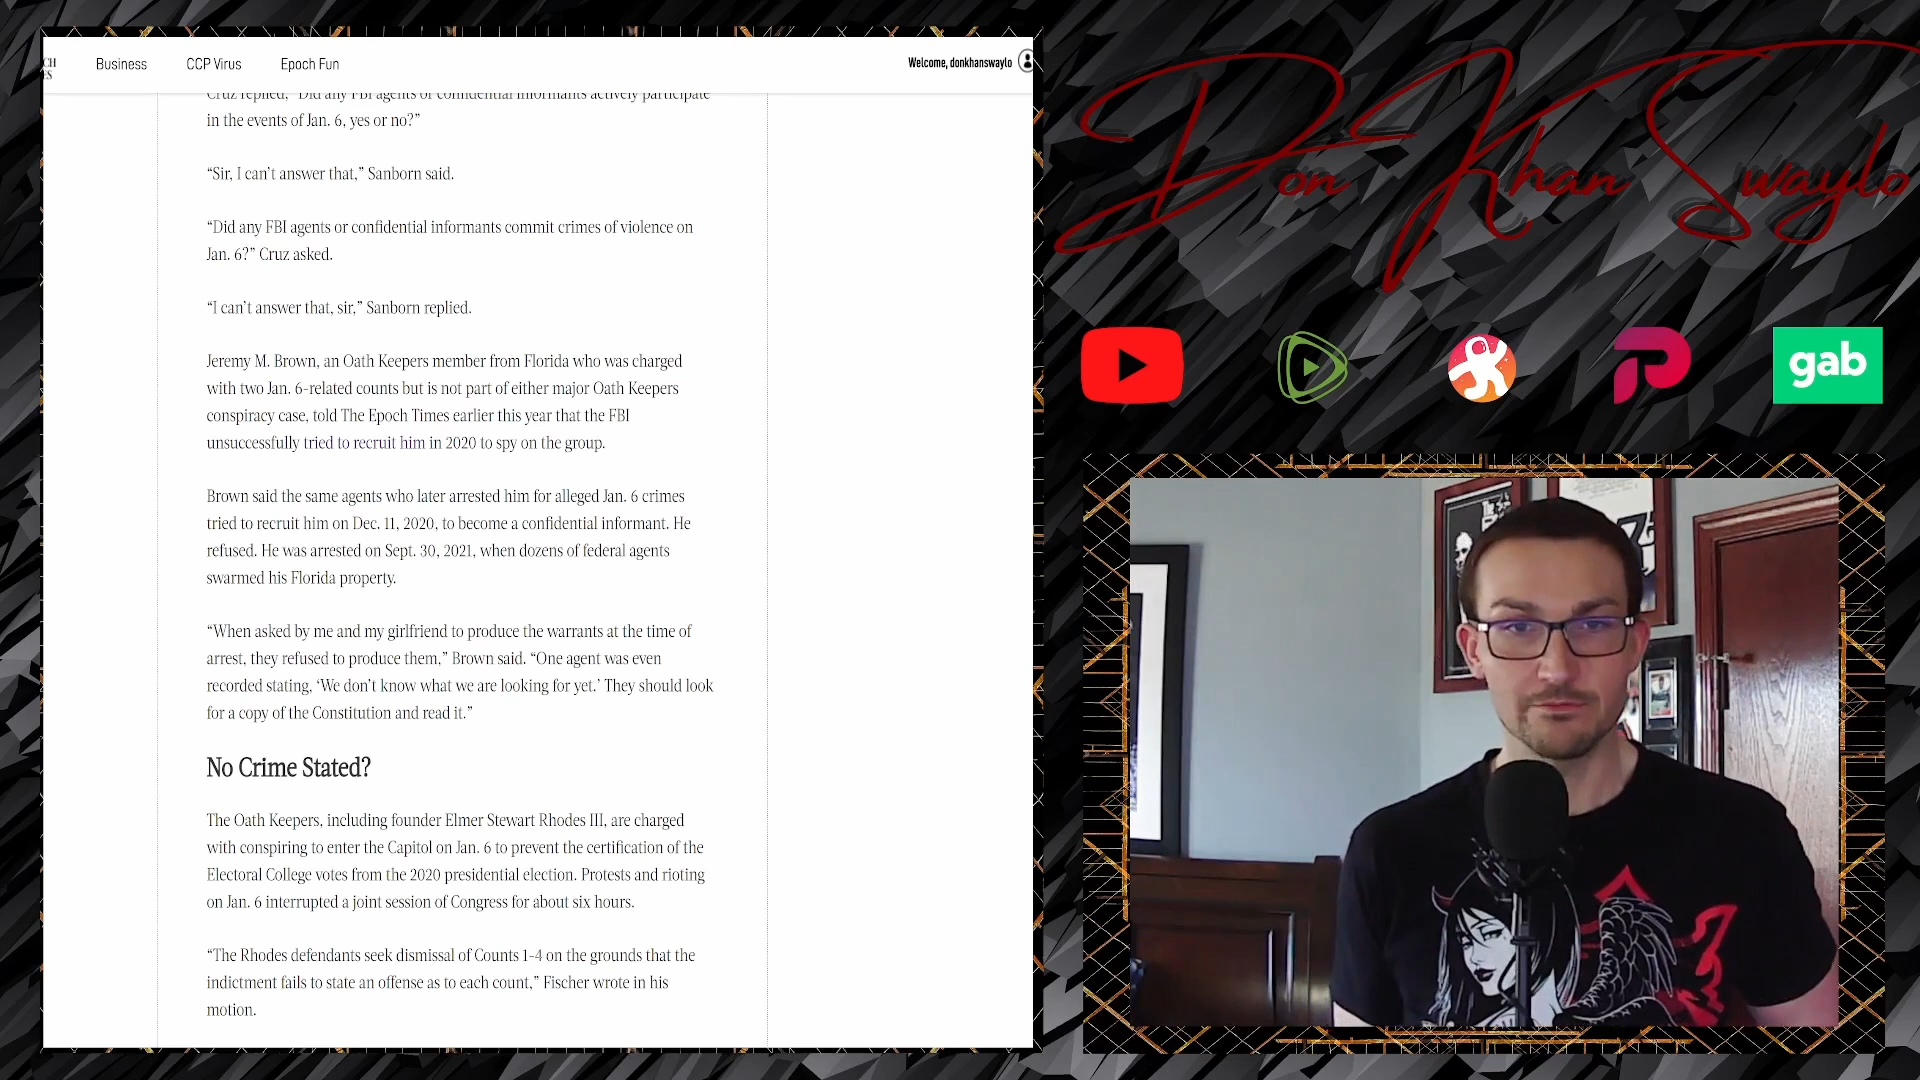 CH
ES
Business
CCP Virus
Epoch Fun
Welcome, donkhanswaylo
Cruz replied, “Did any FBI agents or confidential informants actively participate
in the events of Jan. 6, yes or no?”
“Sir, I can’t answer that,” Sanborn said.
“Did any FBI agents or confidential informants commit crimes of violence on
Jan. 6?” Cruz asked.
“I can’t answer that, sir,” Sanborn replied.
Jeremy M. Brown, an Oath Keepers member from Florida who was charged
with two Jan. 6-related counts but is not part of either major Oath Keepers
conspiracy case, told The Epoch Times earlier this year that the FBI
unsuccessfully tried to recruit him in 2020 to spy on the group.
Brown said the same agents who later arrested him for alleged Jan. 6 crimes
tried to recruit him on Dec. 11, 2020, to become a confidential informant. He
refused. He was arrested on Sept. 30, 2021, when dozens of federal agents
swarmed his Florida property.
“When asked by me and my girlfriend to produce the warrants at the time of
arrest, they refused to produce them,” Brown said. “One agent was even
recorded stating, ‘We don’t know what we are looking for yet.’ They should look
for a copy of the Constitution and read it.”
No Crime Stated?
The Oath Keepers, including founder Elmer Stewart Rhodes III, are charged
with conspiring to enter the Capitol on Jan. 6 to prevent the certification of the
Electoral College votes from the 2020 presidential election. Protests and rioting
on Jan. 6 interrupted a joint session of Congress for about six hours.
“The Rhodes defendants seek dismissal of Counts 1-4 on the grounds that the
indictment fails to state an offense as to each count,” Fischer wrote in his
motion.
Don Khan Swaylo
gab